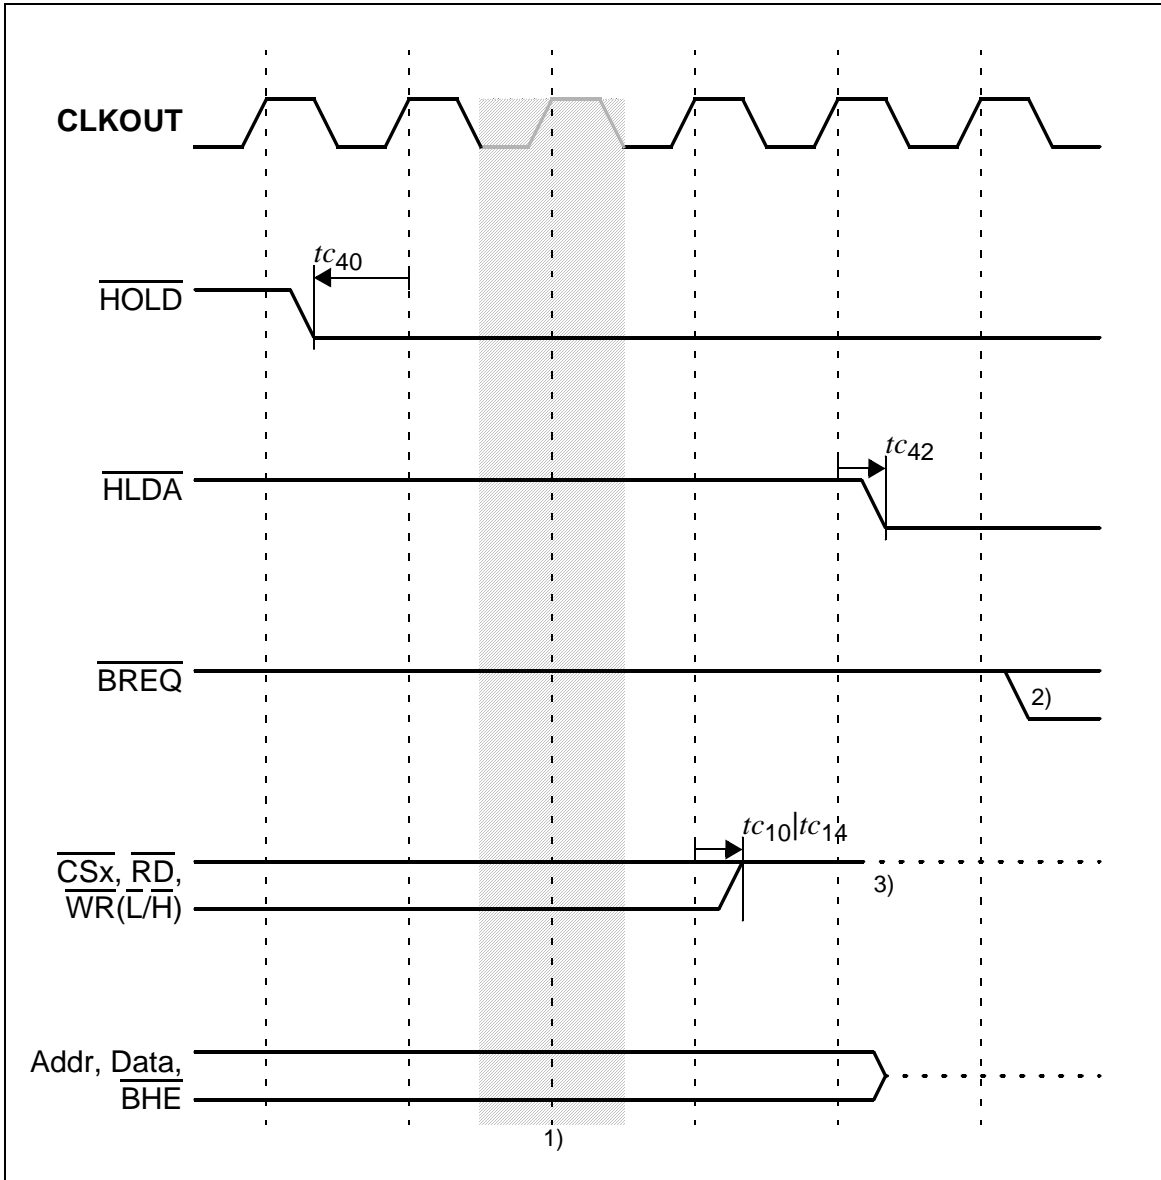 CLKOUT
tc40
HOLD
tc42
HLDA
BREQ
2)
tc10|tc14
CSx, RD,
3)
WR(L/H)
Addr, Data,
BHE
1)